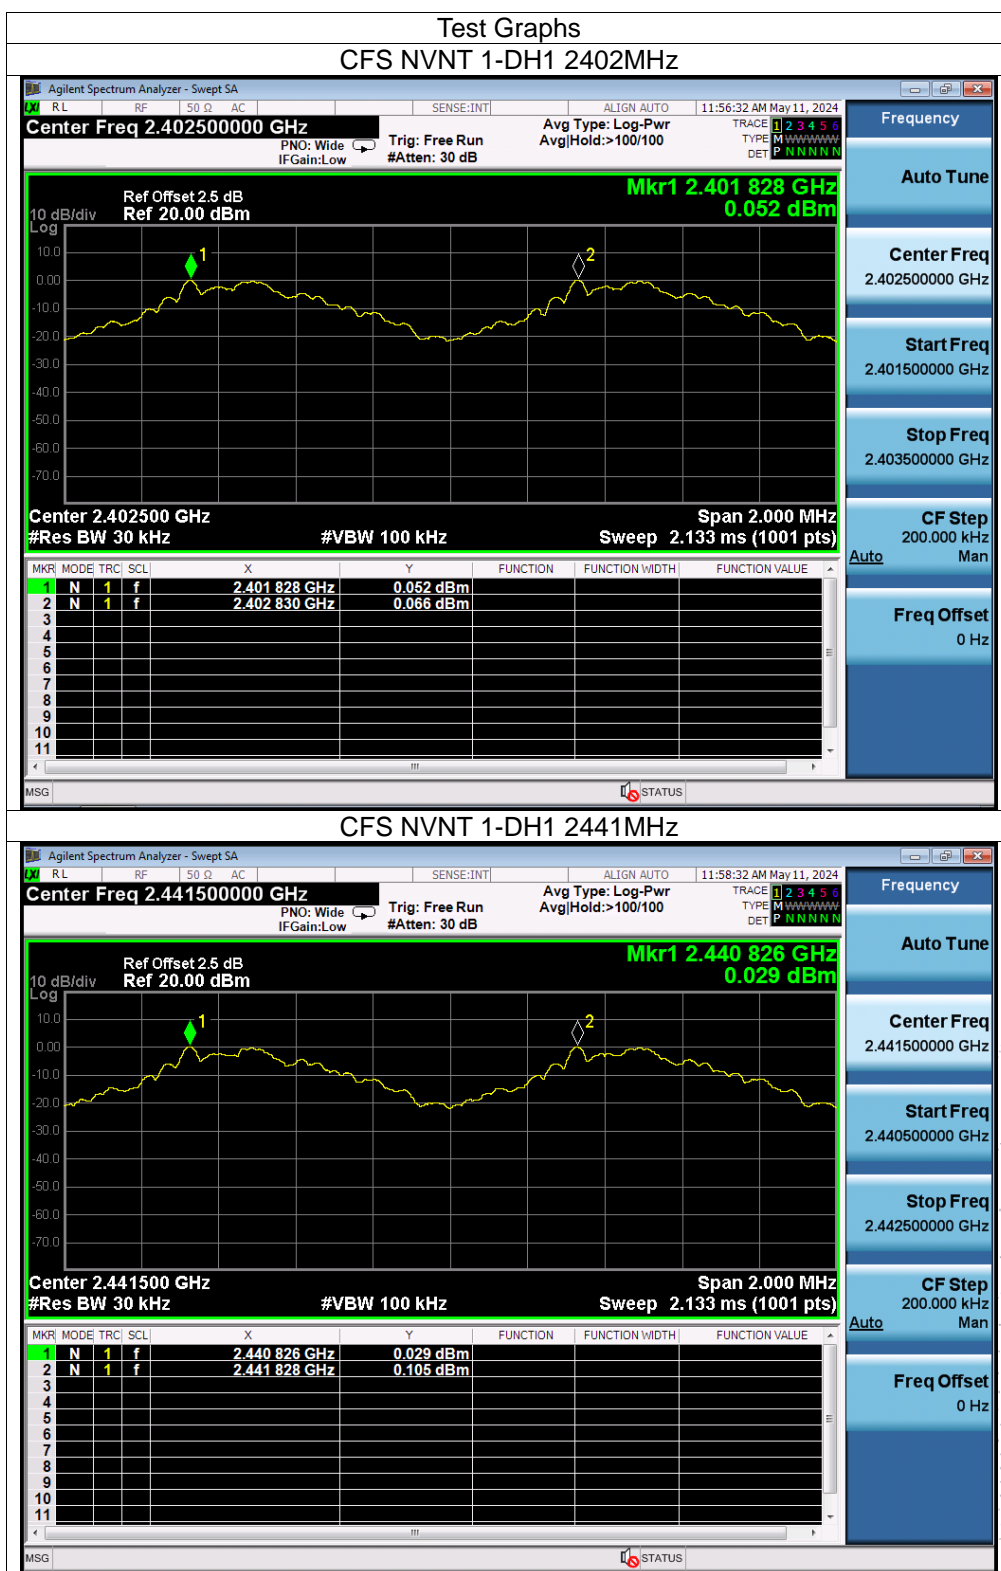 Test Graphs
CFS NVNT 1-DH1 2402MHz
Agilent Spectrum Analyzer - Swept SA
LXI RL RF 50 Ω AC SENSE:INT ALIGN AUTO 11:56:32 AM May 11, 2024
Center Freq 2.402500000 GHz Avg Type: Log-Pwr TRACE 1 2 3 4 5 6
PNO: Wide Trig: Free Run Avg|Hold:>100/100 TYPE M WWWWW
IFGain:Low #Atten: 30 dB DET P N N N N N
Frequency
Mkr1 2.401 828 GHz
0.052 dBm
Ref Offset 2.5 dB
10 dB/div Ref 20.00 dBm
Log
10.0
0.00
-10.0
-20.0
-30.0
-40.0
-50.0
-60.0
-70.0
1
2
Center 2.402500 GHz Span 2.000 MHz
#Res BW 30 kHz #VBW 100 kHz Sweep 2.133 ms (1001 pts)
MKR MODE TRC SCL X Y FUNCTION FUNCTION WIDTH FUNCTION VALUE
1 N 1 f 2.401 828 GHz 0.052 dBm
2 N 1 f 2.402 830 GHz 0.066 dBm
3
4
5
6
7
8
9
10
11
MSG STATUS
Auto Tune
Center Freq
2.402500000 GHz
Start Freq
2.401500000 GHz
Stop Freq
2.403500000 GHz
CF Step
200.000 kHz
Auto Man
Freq Offset
0 Hz
CFS NVNT 1-DH1 2441MHz
Agilent Spectrum Analyzer - Swept SA
LXI RL RF 50 Ω AC SENSE:INT ALIGN AUTO 11:58:32 AM May 11, 2024
Center Freq 2.441500000 GHz Avg Type: Log-Pwr TRACE 1 2 3 4 5 6
PNO: Wide Trig: Free Run Avg|Hold:>100/100 TYPE M WWWWW
IFGain:Low #Atten: 30 dB DET P N N N N N
Frequency
Mkr1 2.440 826 GHz
0.029 dBm
Ref Offset 2.5 dB
10 dB/div Ref 20.00 dBm
Log
10.0
0.00
-10.0
-20.0
-30.0
-40.0
-50.0
-60.0
-70.0
1
2
Center 2.441500 GHz Span 2.000 MHz
#Res BW 30 kHz #VBW 100 kHz Sweep 2.133 ms (1001 pts)
MKR MODE TRC SCL X Y FUNCTION FUNCTION WIDTH FUNCTION VALUE
1 N 1 f 2.440 826 GHz 0.029 dBm
2 N 1 f 2.441 828 GHz 0.105 dBm
3
4
5
6
7
8
9
10
11
MSG STATUS
Auto Tune
Center Freq
2.441500000 GHz
Start Freq
2.440500000 GHz
Stop Freq
2.442500000 GHz
CF Step
200.000 kHz
Auto Man
Freq Offset
0 Hz